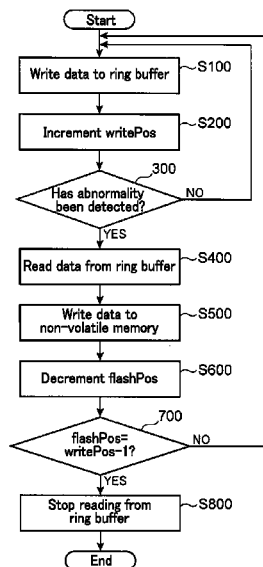 Start
Write data to ring buffer
S100
Increment writePos
S200
300
Has abnormality
been detected?
NO
YES
Read data from ring buffer
S400
Write data to
non-volatile memory
S500
Decrement flashPos
S600
700
flashPos=
writePos-1?
NO
YES
Stop reading from
ring buffer
S800
End